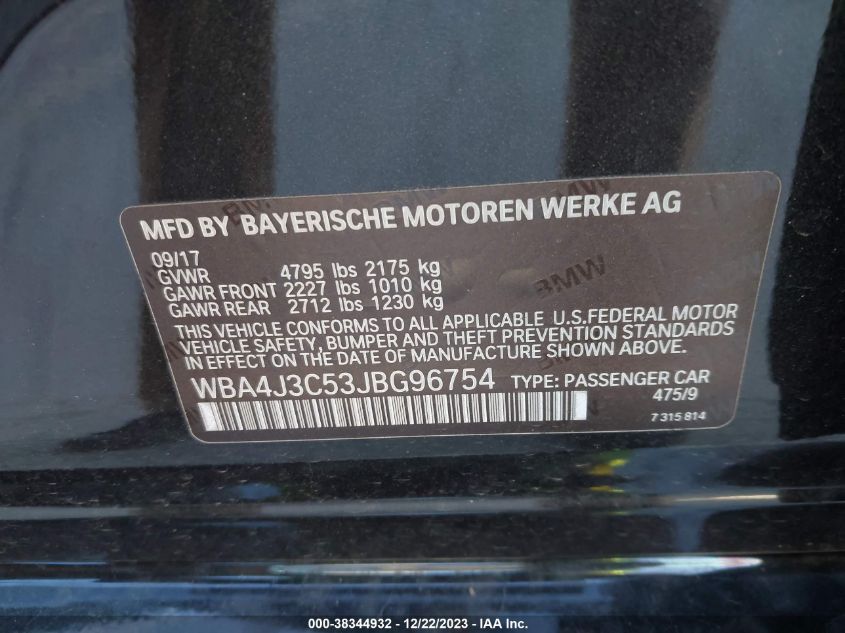 MFD BY BAYERISCHE MOTOREN WERKE AG
09/17
GVWR 4795 lbs 2175 kg
GAWR FRONT 2227 lbs 1010 kg
GAWR REAR 2712 lbs 1230 kg
THIS VEHICLE CONFORMS TO ALL APPLICABLE U.S.FEDERAL MOTOR
VEHICLE SAFETY, BUMPER AND THEFT PREVENTION STANDARDS
IN EFFECT ON THE DATE OF MANUFACTURE SHOWN ABOVE.
WBA4J3C53JBG96754 TYPE: PASSENGER CAR
475/9
7 315 814
BMW
000-38344932 - 12/22/2023 - IAA Inc.